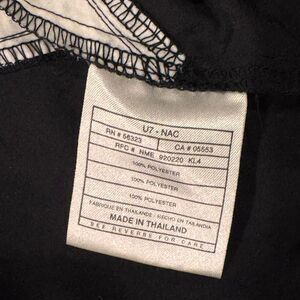 U7 - NAC
RN # 56323 CA # 05553
RFC # NME 920220 KL4
100% POLYESTER
100% POLYESTER
100% POLYESTER
FABRIQUE EN THAILANDE - HECHO EN TAILANDIA
MADE IN THAILAND
SEE REVERSE FOR CARE